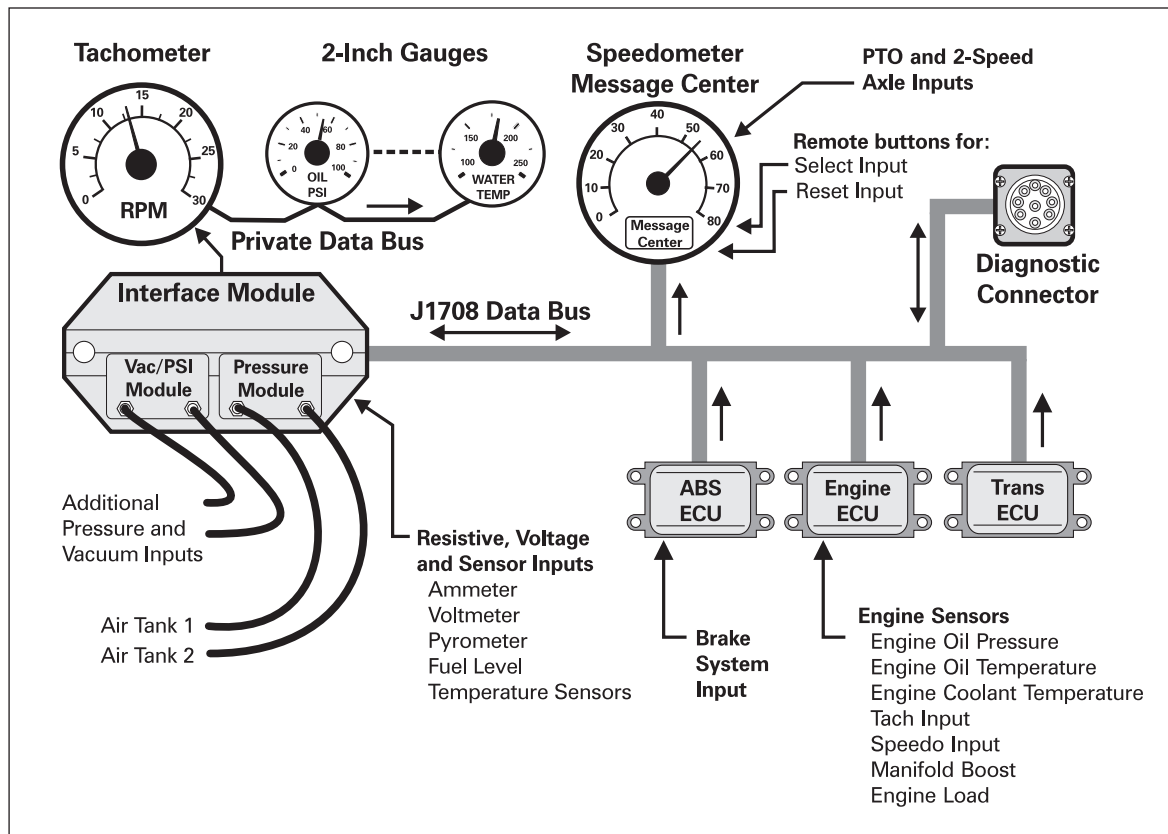 Tachometer
0
5
10
15
20
25
30
RPM
2-Inch Gauges
0
20
40
60
80
100
OIL
PSI
100
150
200
250
WATER
TEMP
Private Data Bus
Speedometer
Message Center
0
10
20
30
40
50
60
70
80
Message
Center
PTO and 2-Speed
Axle Inputs
Remote buttons for:
Select Input
Reset Input
Diagnostic
Connector
Interface Module
Vac/PSI
Module
Pressure
Module
J1708 Data Bus
ABS
ECU
Engine
ECU
Trans
ECU
Additional
Pressure and
Vacuum Inputs
Air Tank 1
Air Tank 2
Resistive, Voltage
and Sensor Inputs
Ammeter
Voltmeter
Pyrometer
Fuel Level
Temperature Sensors
Brake
System
Input
Engine Sensors
Engine Oil Pressure
Engine Oil Temperature
Engine Coolant Temperature
Tach Input
Speedo Input
Manifold Boost
Engine Load